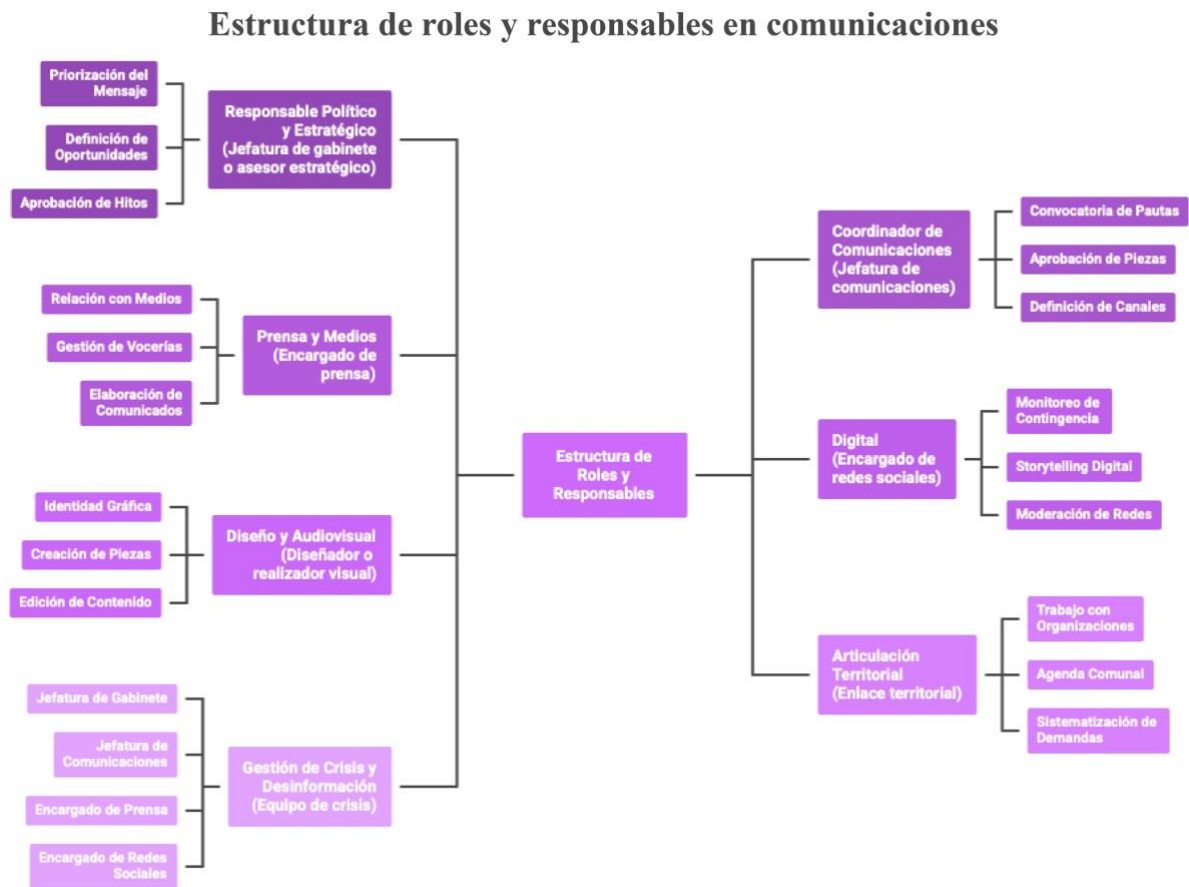 Estructura de roles y responsables en comunicaciones
Priorización del
Mensaje
Definición de
Oportunidades
Aprobación de Hitos
Responsable Político
y Estratégico
(Jefatura de gabinete
o asesor estratégico)
Relación con Medios
Gestión de Vocerías
Elaboración de
Comunicados
Prensa y Medios
(Encargado de
prensa)
Identidad Gráfica
Creación de Piezas
Edición de Contenido
Diseño y Audiovisual
(Diseñador o
realizador visual)
Jefatura de Gabinete
Jefatura de
Comunicaciones
Encargado de Prensa
Encargado de Redes
Sociales
Gestión de Crisis y
Desinformación
(Equipo de crisis)
Estructura de
Roles y
Responsables
Coordinador de
Comunicaciones
(Jefatura de
comunicaciones)
Convocatoria de Pautas
Aprobación de Piezas
Definición de Canales
Digital
(Encargado de
redes sociales)
Monitoreo de
Contingencia
Storytelling Digital
Moderación de Redes
Articulación
Territorial
(Enlace territorial)
Trabajo con
Organizaciones
Agenda Comunal
Sistematización de
Demandas